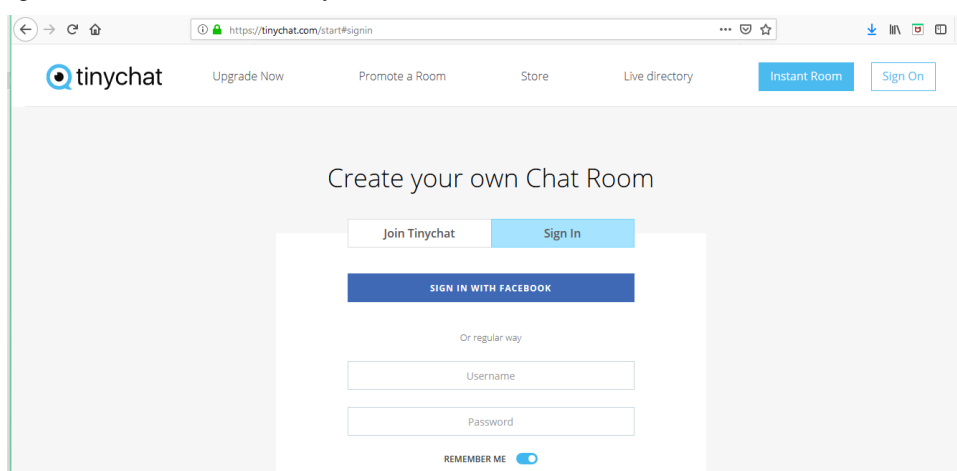 https://tinychat.com/start#signin
tinychat Upgrade Now Promote a Room Store Live directory Instant Room Sign On
Create your own Chat Room
Join Tinychat Sign In
SIGN IN WITH FACEBOOK
Or regular way
Username
Password
REMEMBER ME